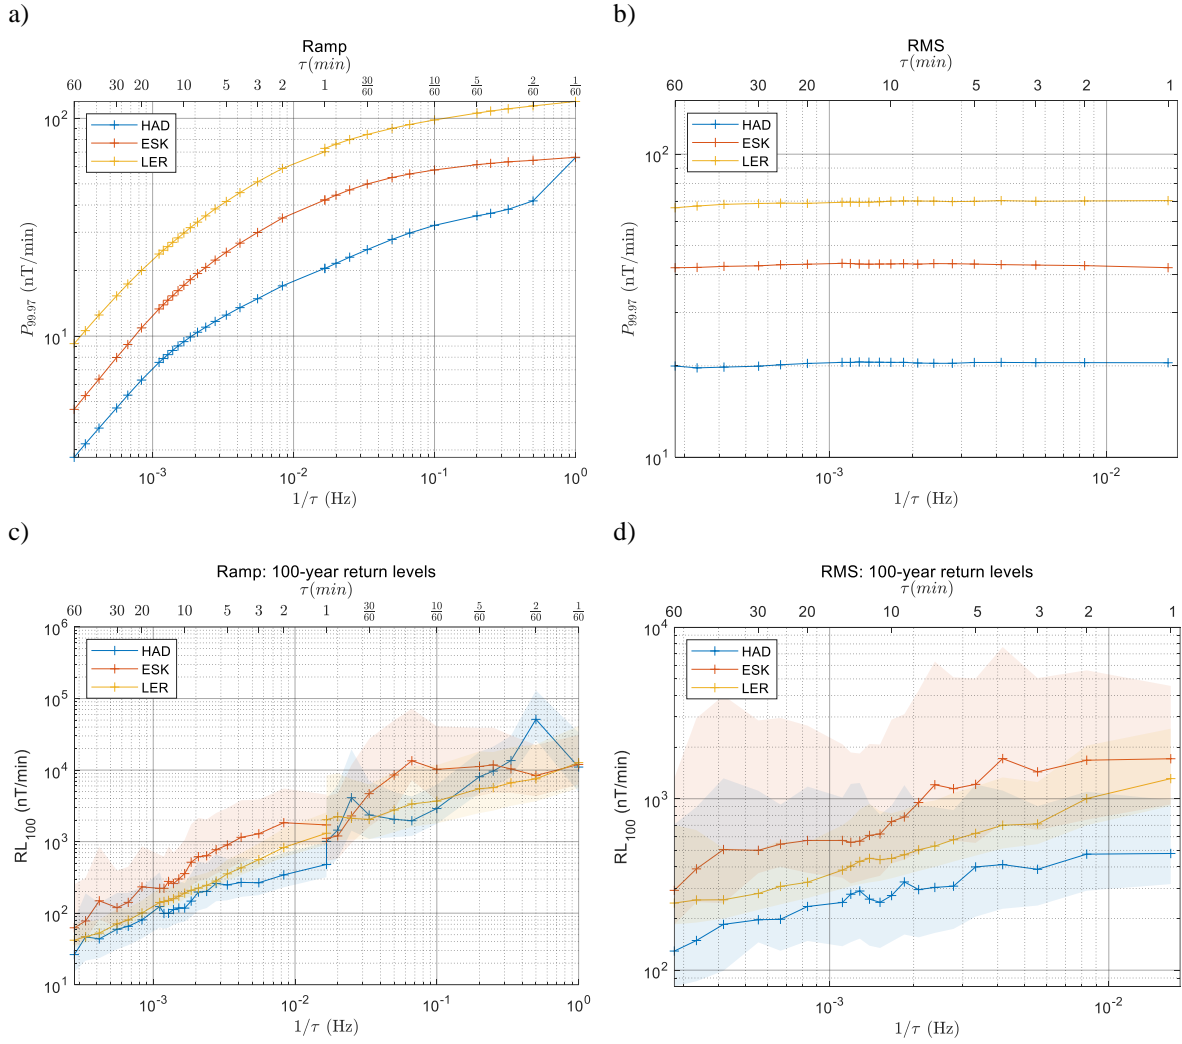 a)
Ramp
τ(min)
60 30 20 10 5 3 2 1 30/60 10/60 5/60 2/60 1/60
HAD
ESK
LER
10^2
10^1
P_99.97 (nT/min)
10^-3 10^-2 10^-1 10^0
1/τ (Hz)
b)
RMS
τ(min)
60 30 20 10 5 3 2 1
HAD
ESK
LER
10^2
10^1
P_99.97 (nT/min)
10^-3 10^-2
1/τ (Hz)
c)
Ramp: 100-year return levels
τ(min)
60 30 20 10 5 3 2 1 30/60 10/60 5/60 2/60 1/60
HAD
ESK
LER
10^6
10^5
10^4
10^3
10^2
10^1
RL_100 (nT/min)
10^-3 10^-2 10^-1 10^0
1/τ (Hz)
d)
RMS: 100-year return levels
τ(min)
60 30 20 10 5 3 2 1
HAD
ESK
LER
10^4
10^3
10^2
RL_100 (nT/min)
10^-3 10^-2
1/τ (Hz)